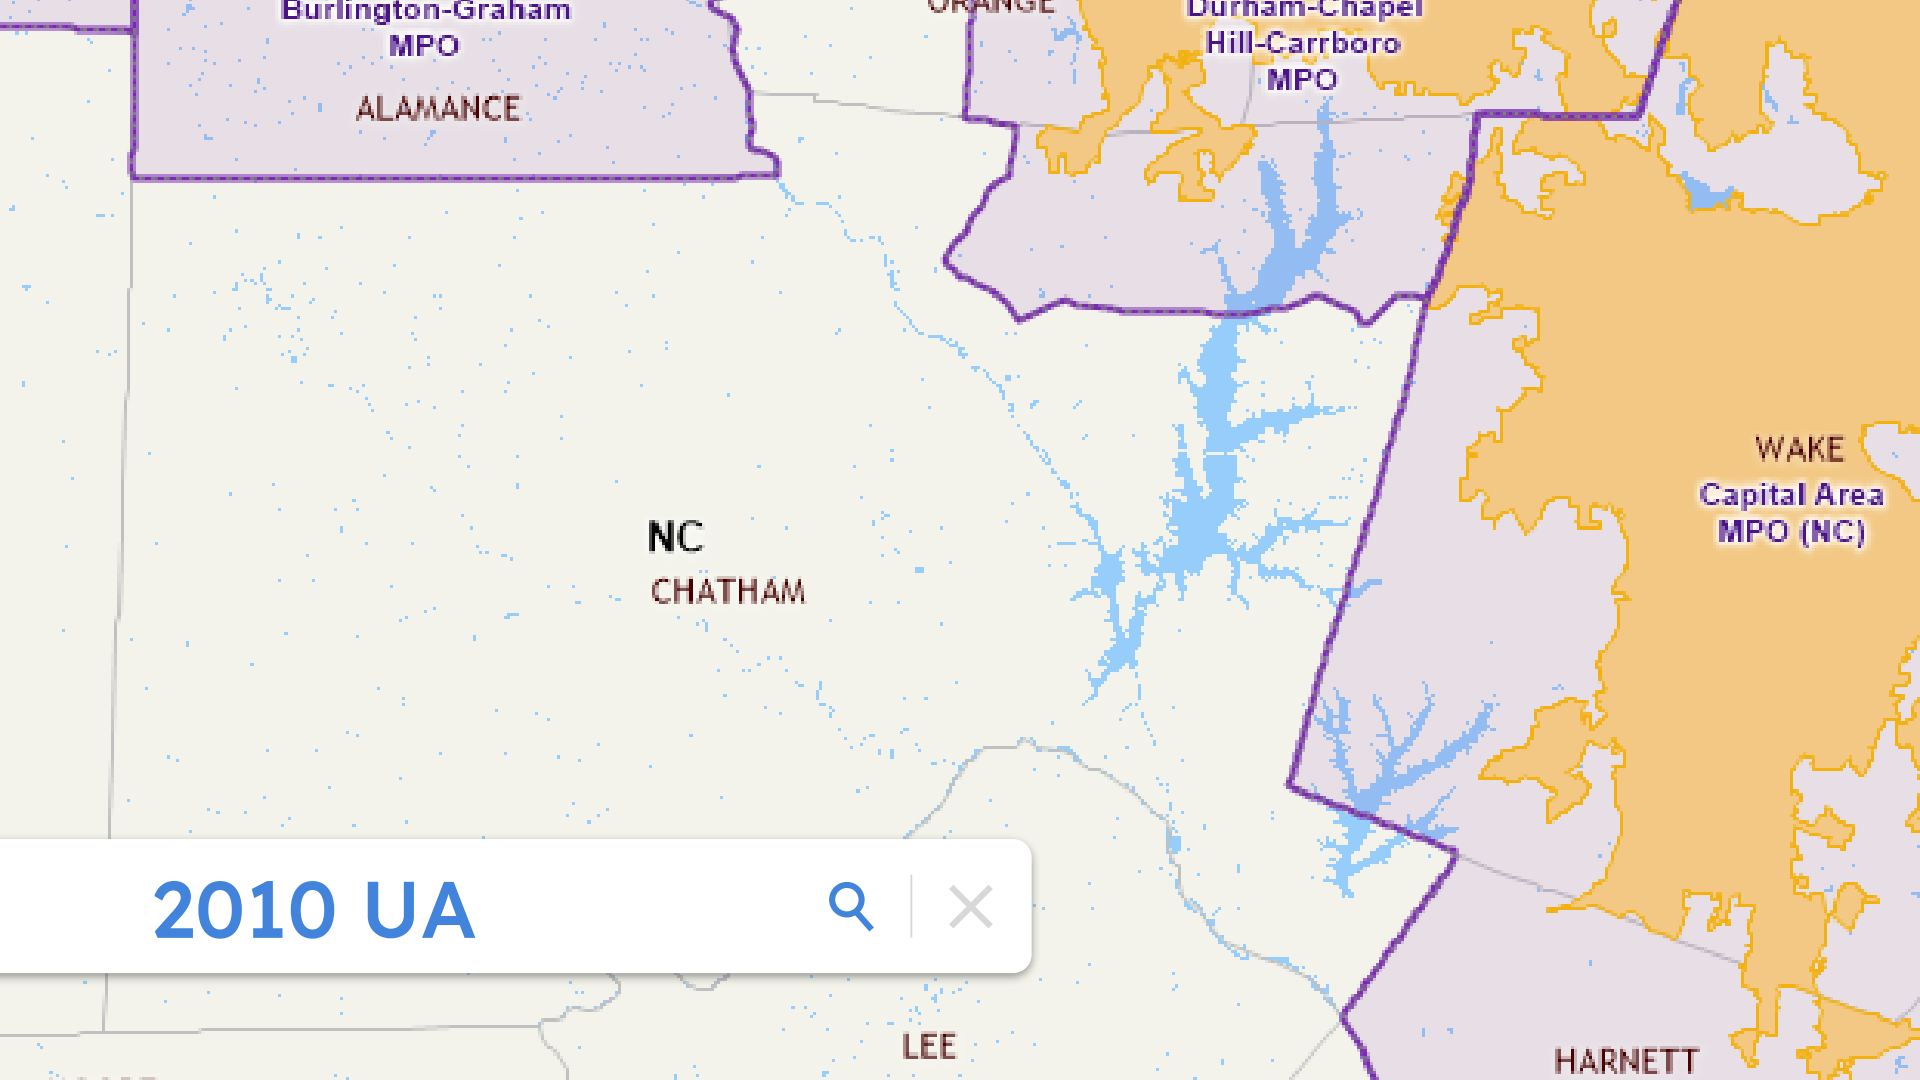 Burlington-Graham
MPO
ALAMANCE
ORANGE
Durham-Chapel
Hill-Carrboro
MPO
WAKE
Capital Area
MPO (NC)
NC
CHATHAM
2010 UA
LEE
HARNETT